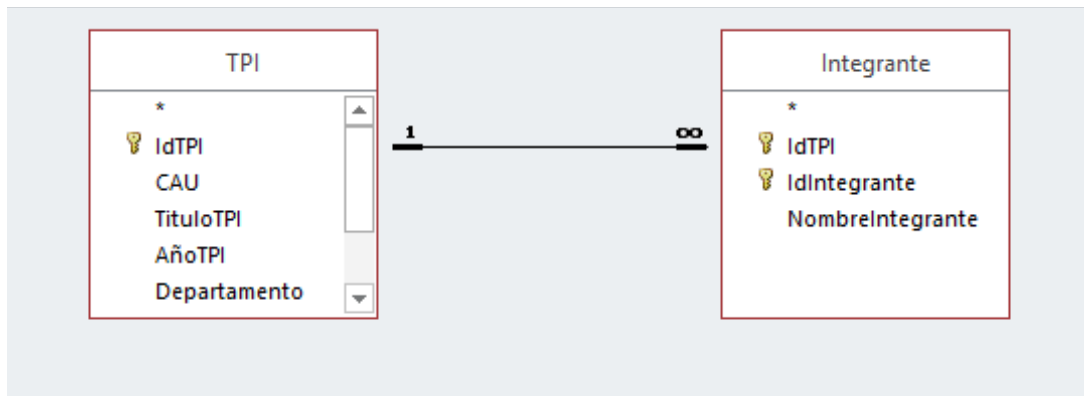 TPI
*
IdTPI
CAU
TituloTPI
AñoTPI
Departamento
1
∞
Integrante
*
IdTPI
IdIntegrante
NombreIntegrante